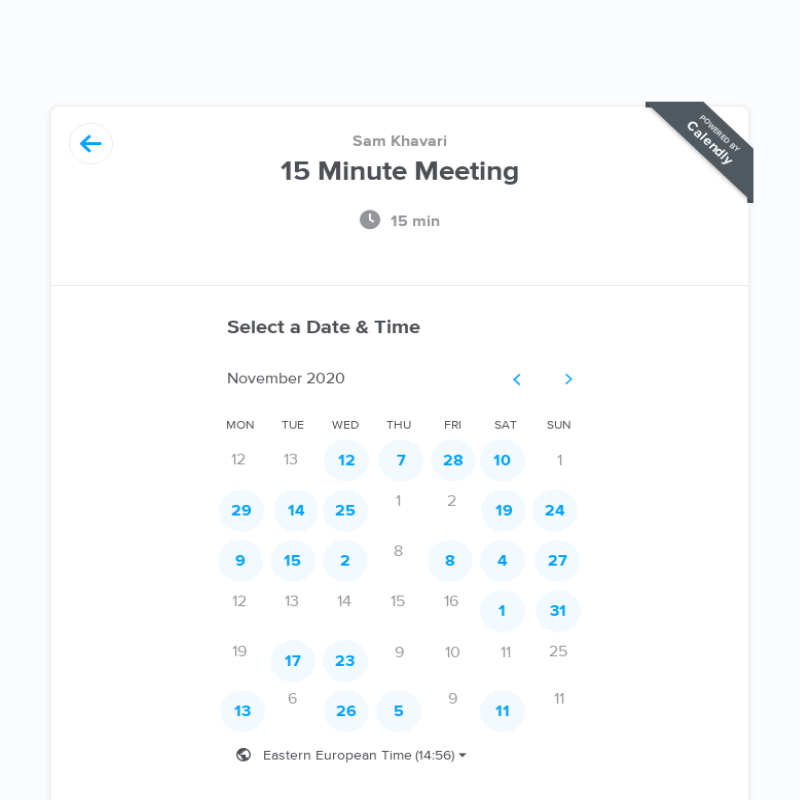 POWERED BY
Calendly
Sam Khavari
15 Minute Meeting
15 min
Select a Date & Time
November 2020
MON TUE WED THU FRI SAT SUN
12 13 12 7 28 10 1
29 14 25 1 2 19 24
9 15 2 8 8 4 27
12 13 14 15 16 1 31
19 17 23 9 10 11 25
13 6 26 5 9 11 11
Eastern European Time (14:56)